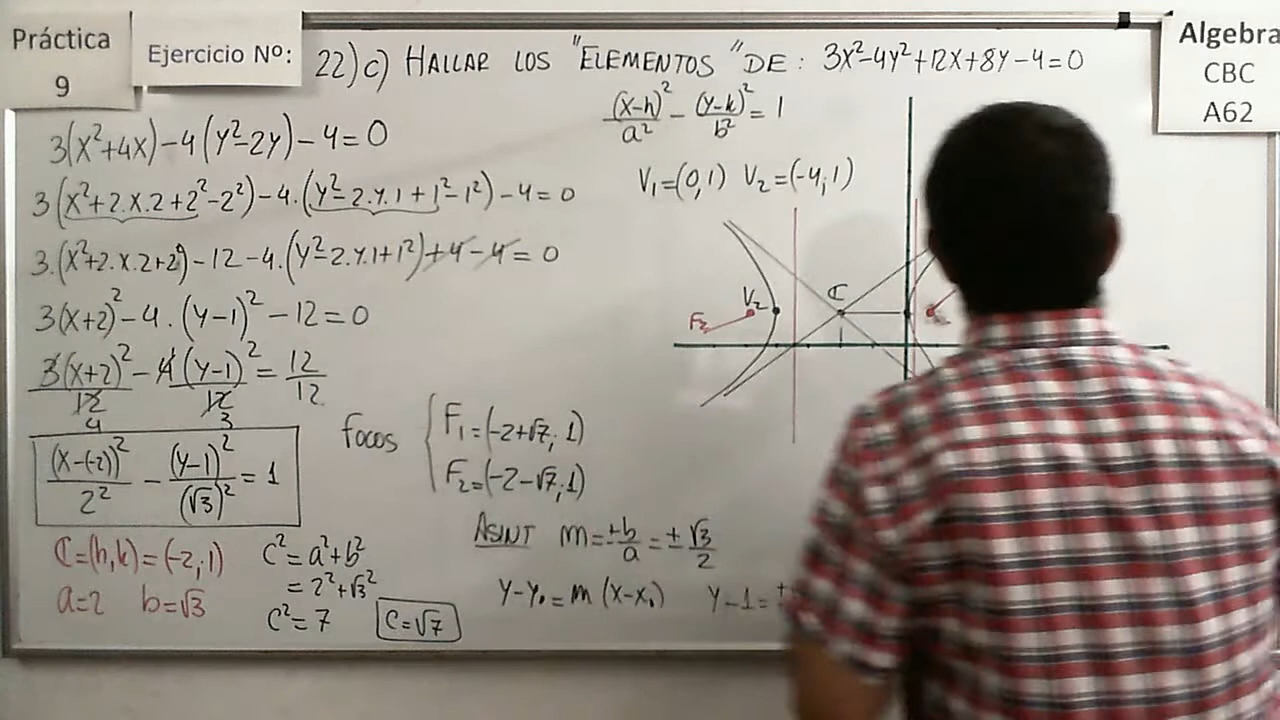 Práctica
9
Ejercicio Nº:
22)c) HALLAR LOS "ELEMENTOS" DE: 3x²-4y²+12x+8y-4=0
Algebra
CBC
A62
3(x²+4x)-4(y²-2y)-4=0
3(x²+2.x.2+2²-2²)-4.(y²-2.y.1+1²-1²)-4=0
3.(x²+2.x.2+2²)-12-4.(y²-2.y.1+1²)+4-4=0
3(x+2)²-4.(y-1)²-12=0
3(x+2)²/12 - 4(y-1)²/12 = 12/12
4 3
(x-(-2))²/2² - (y-1)²/(√3)² = 1
C=(h,k)=(-2,1)
a=2 b=√3
c²=a²+b²
=2²+√3²
c²=7
c=√7
(x-h)²/a² - (y-k)²/b² = 1
V₁=(0,1) V₂=(-4,1)
F₂ V₂ C
Focos
F₁=(-2+√7,1)
F₂=(-2-√7,1)
ASINT m=±b/a=±√3/2
y-y₁=m(x-x₁) y-1=±